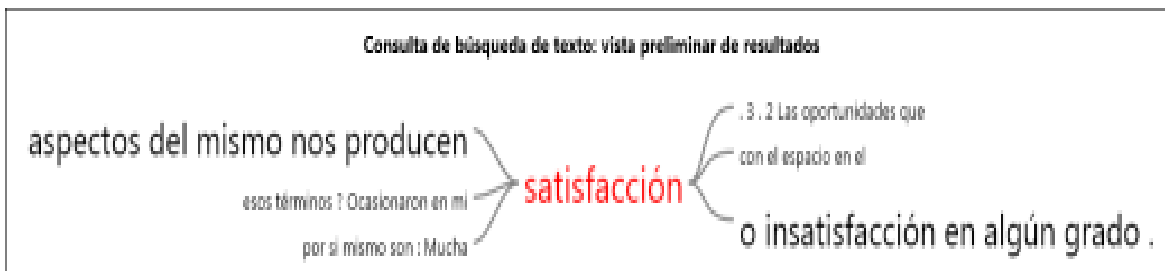 Consulta de búsqueda de texto: vista preliminar de resultados
aspectos del mismo nos producen
esos términos ? Ocasionaron en mi
por si mismo son : Mucha
satisfacción
. 3 . 2 Las oportunidades que
con el espacio en el
o insatisfacción en algún grado .